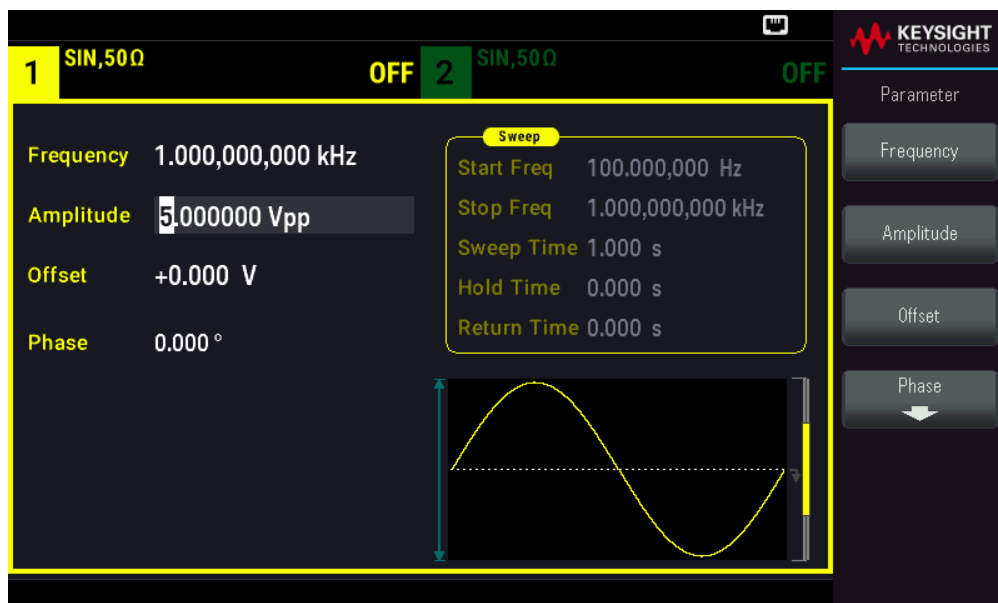 KEYSIGHT
TECHNOLOGIES
1 SIN,50Ω OFF
2 SIN,50Ω OFF
Parameter
Frequency 1.000,000,000 kHz
Amplitude 5.000000 Vpp
Offset +0.000 V
Phase 0.000 °
Sweep
Start Freq 100.000,000 Hz
Stop Freq 1.000,000,000 kHz
Sweep Time 1.000 s
Hold Time 0.000 s
Return Time 0.000 s
Frequency
Amplitude
Offset
Phase